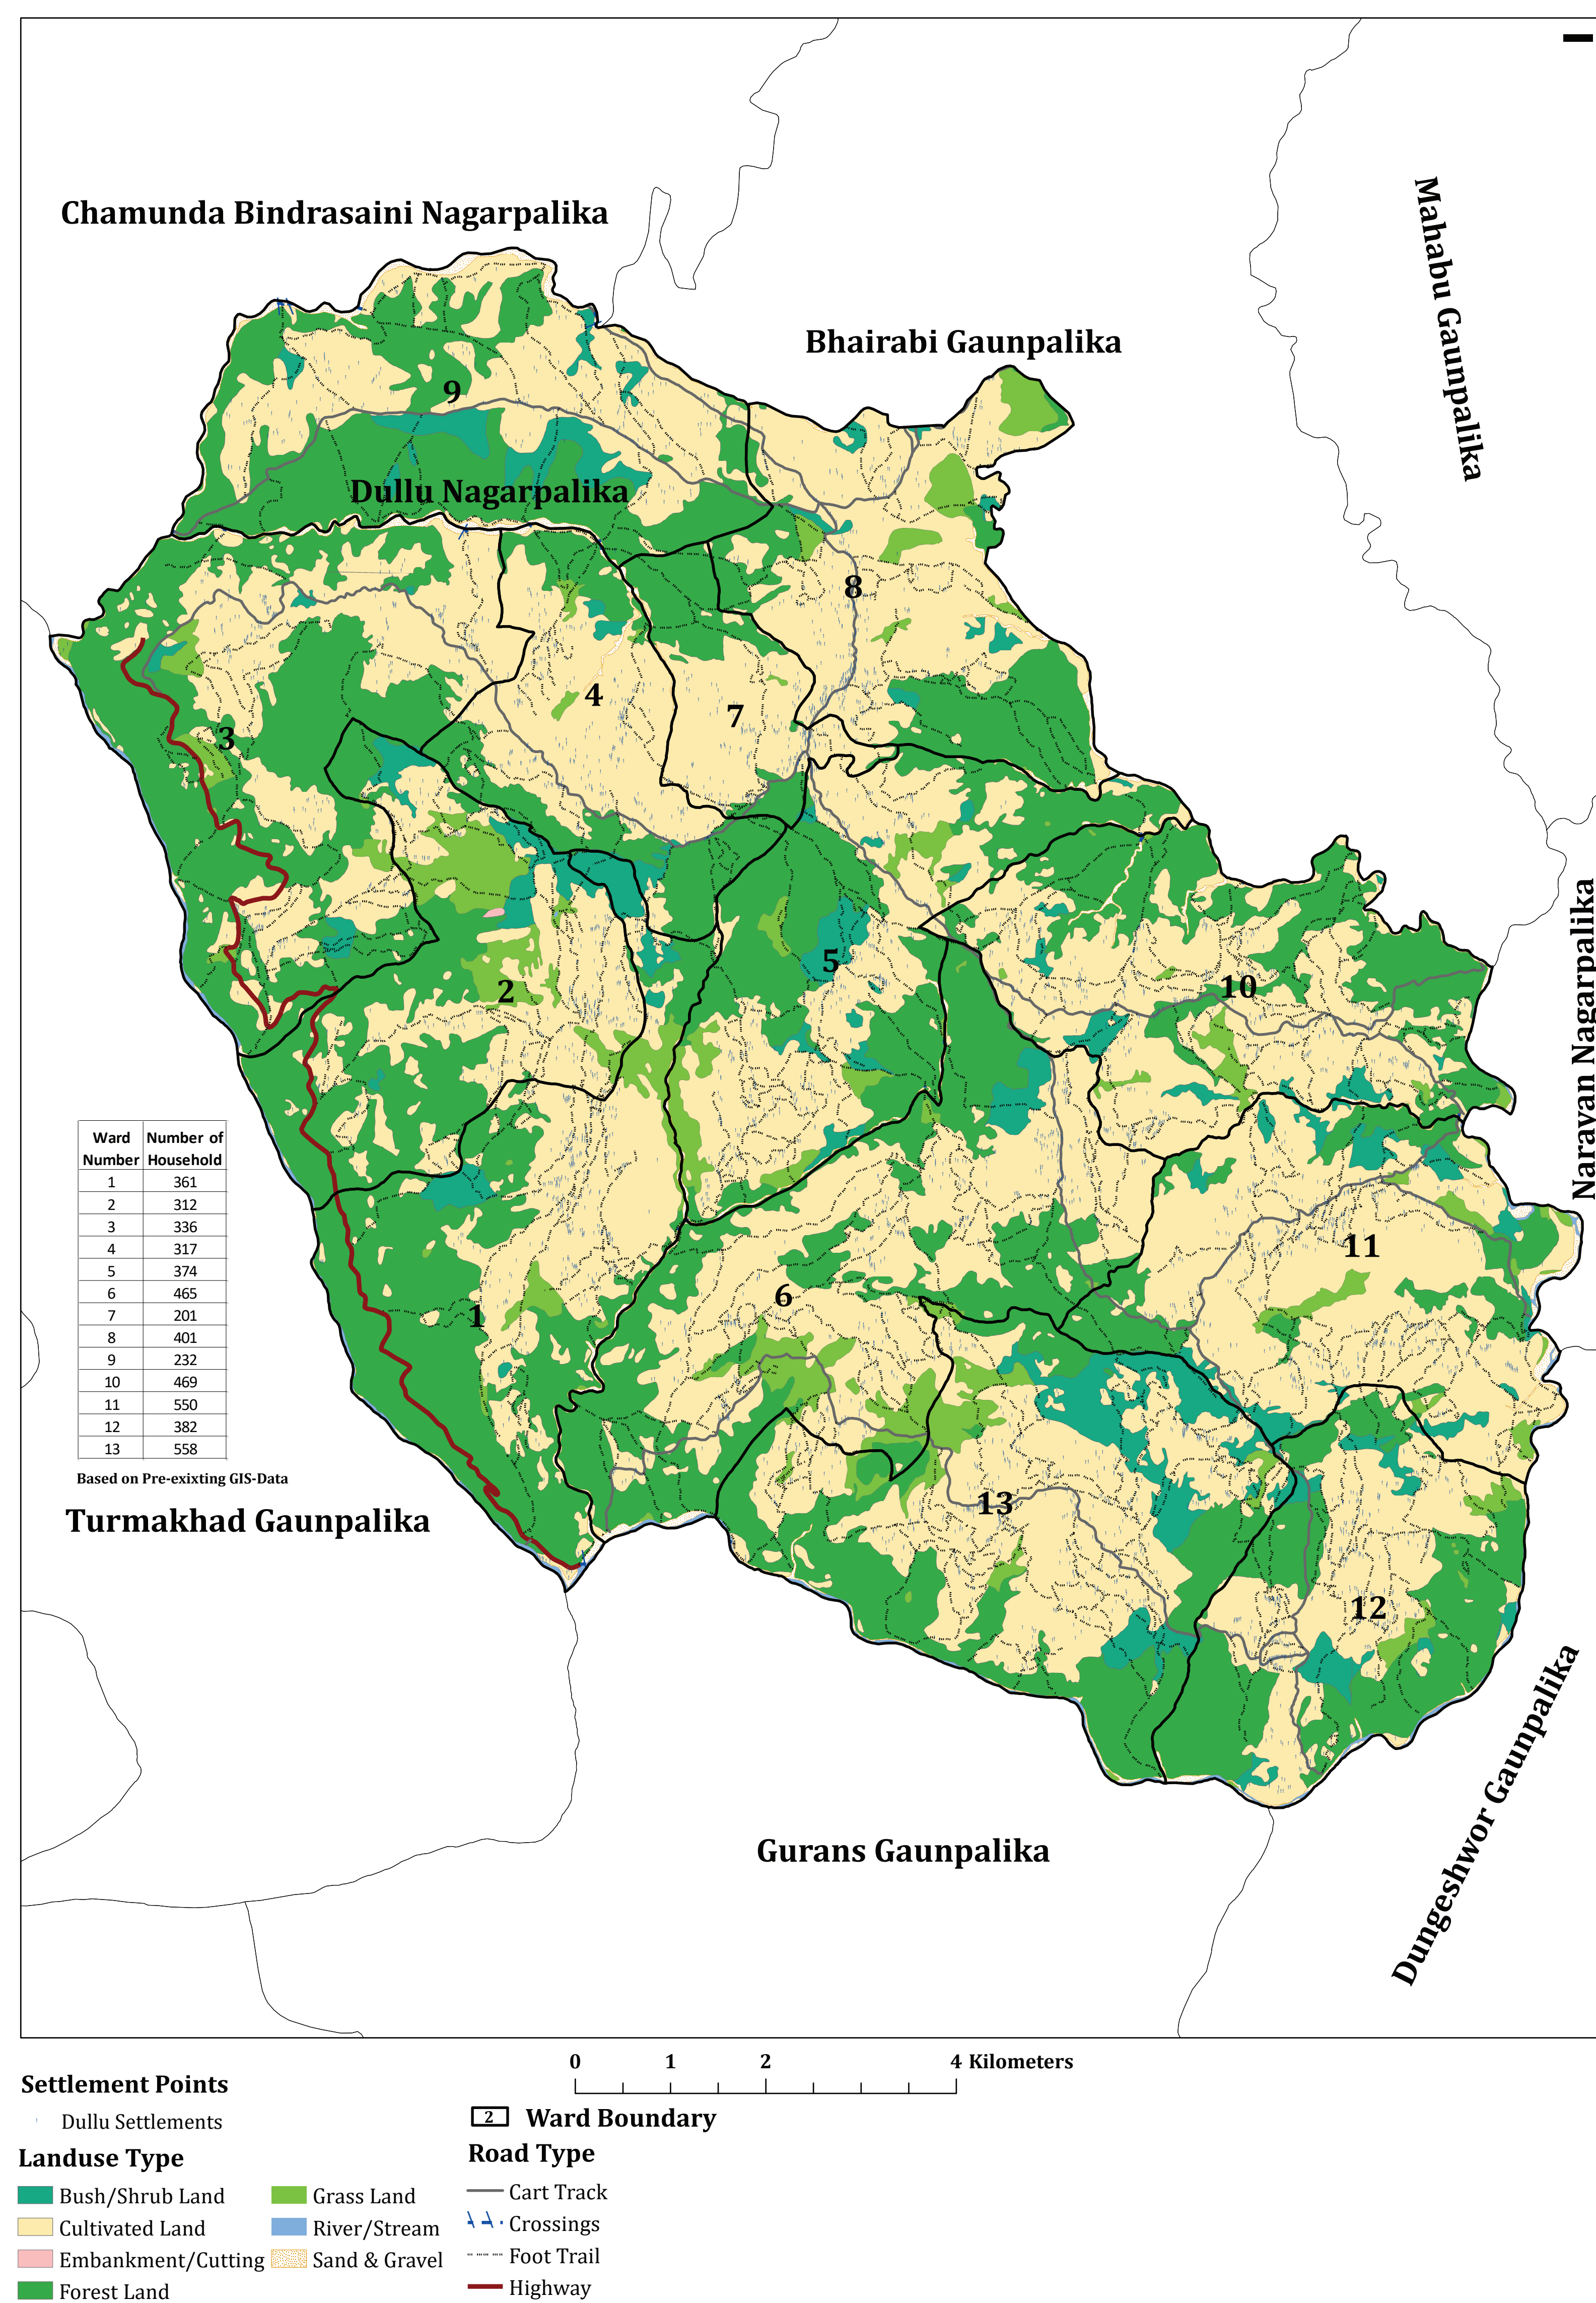 Chamunda Bindrasaini Nagarpalika
Mahabu Gaunpalika
Bhairabi Gaunpalika
9
Dullu Nagarpalika
8
4
7
3
5
10
2
Narayan Nagarpalika
11
6
1
13
12
Ward Number Number of Household
1 361
2 312
3 336
4 317
5 374
6 465
7 201
8 401
9 232
10 469
11 550
12 382
13 558
Based on Pre-exixting GIS-Data
Turmakhad Gaunpalika
Gurans Gaunpalika
Dungeshwor Gaunpalika
0 1 2 4 Kilometers
Settlement Points
Dullu Settlements
Landuse Type
Bush/Shrub Land
Cultivated Land
Embankment/Cutting
Forest Land
Grass Land
River/Stream
Sand & Gravel
2 Ward Boundary
Road Type
Cart Track
Crossings
Foot Trail
Highway